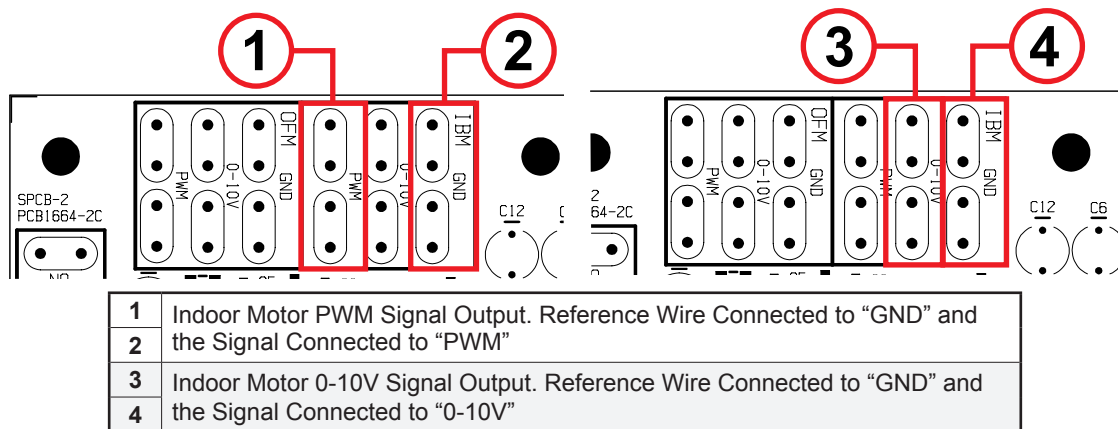 1
2
3
4
OFM
GND
0-10V
PWM
IBM
GND
0-10V
PWM
SPCB-2
PCB1664-2C
C12
OFM
GND
0-10V
PWM
IBM
GND
0-10V
2
64-2C
C12
C6
1 Indoor Motor PWM Signal Output. Reference Wire Connected to “GND” and
2 the Signal Connected to “PWM”
3 Indoor Motor 0-10V Signal Output. Reference Wire Connected to “GND” and
4 the Signal Connected to “0-10V”